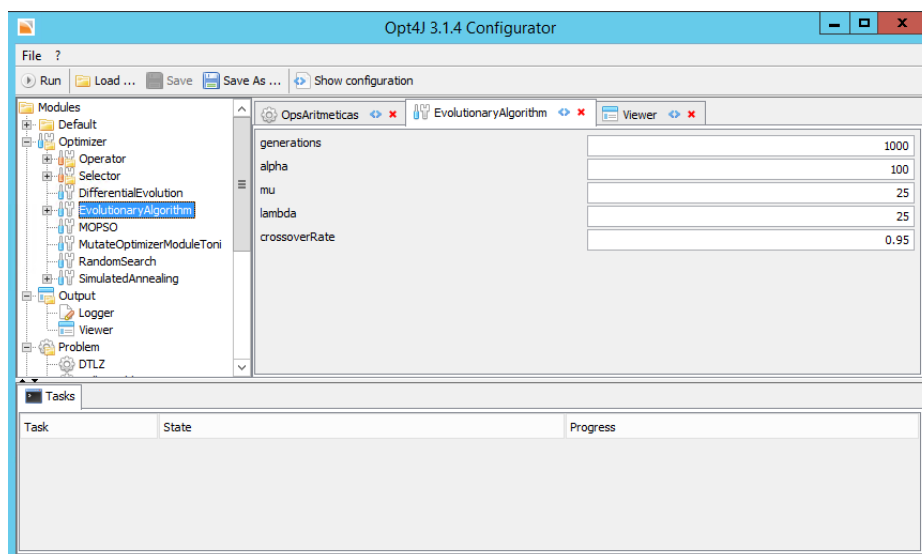 Opt4J 3.1.4 Configurator
File ?
Run Load ... Save Save As ... Show configuration
Modules
Default
Optimizer
Operator
Selector
DifferentialEvolution
EvolutionaryAlgorithm
MOPSO
MutateOptimizerModuleToni
RandomSearch
SimulatedAnnealing
Output
Logger
Viewer
Problem
DTLZ
OpsAritmeticas EvolutionaryAlgorithm Viewer
generations 1000
alpha 100
mu 25
lambda 25
crossoverRate 0.95
Tasks
Task State Progress